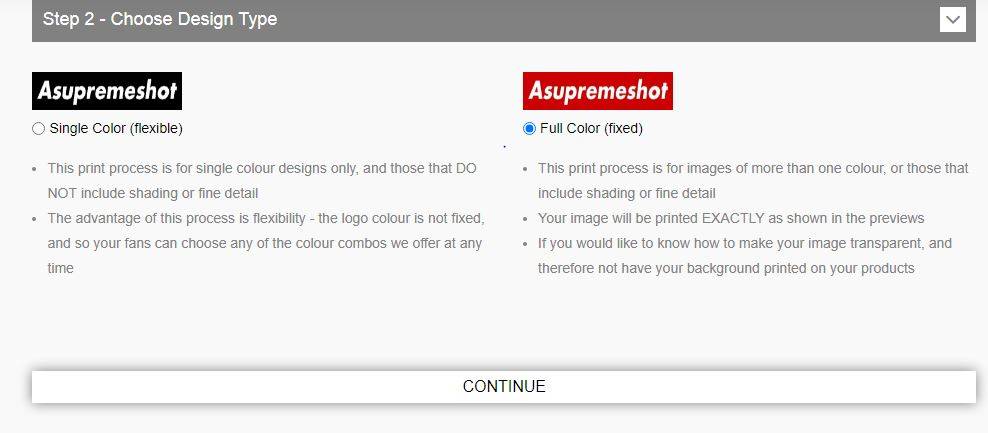 Step 2 - Choose Design Type
Asupremeshot
Single Color (flexible)
This print process is for single colour designs only, and those that DO
NOT include shading or fine detail
The advantage of this process is flexibility - the logo colour is not fixed,
and so your fans can choose any of the colour combos we offer at any
time
Asupremeshot
Full Color (fixed)
This print process is for images of more than one colour, or those that
include shading or fine detail
Your image will be printed EXACTLY as shown in the previews
If you would like to know how to make your image transparent, and
therefore not have your background printed on your products
CONTINUE